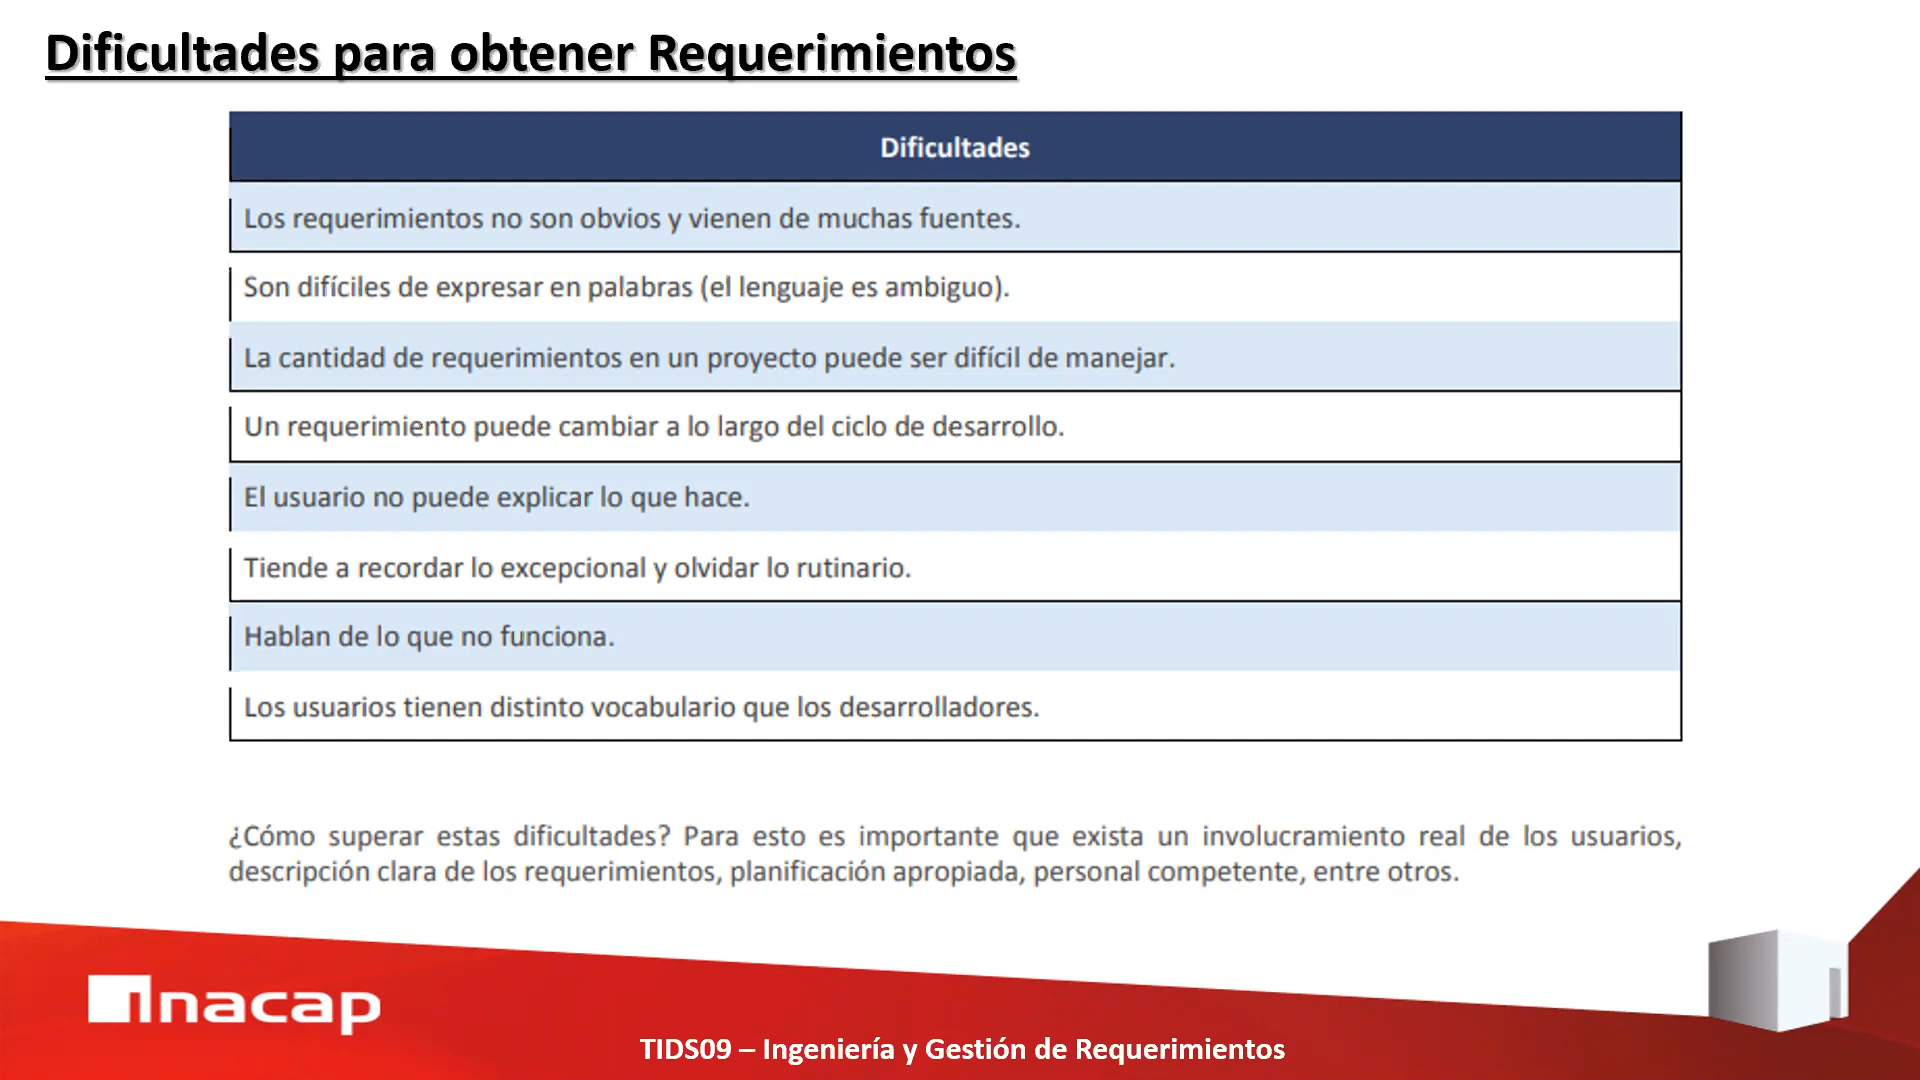 Dificultades para obtener Requerimientos
Dificultades
Los requerimientos no son obvios y vienen de muchas fuentes.
Son difíciles de expresar en palabras (el lenguaje es ambiguo).
La cantidad de requerimientos en un proyecto puede ser difícil de manejar.
Un requerimiento puede cambiar a lo largo del ciclo de desarrollo.
El usuario no puede explicar lo que hace.
Tiende a recordar lo excepcional y olvidar lo rutinario.
Hablan de lo que no funciona.
Los usuarios tienen distinto vocabulario que los desarrolladores.
¿Cómo superar estas dificultades? Para esto es importante que exista un involucramiento real de los usuarios,
descripción clara de los requerimientos, planificación apropiada, personal competente, entre otros.
Inacap
TIDS09 – Ingeniería y Gestión de Requerimientos